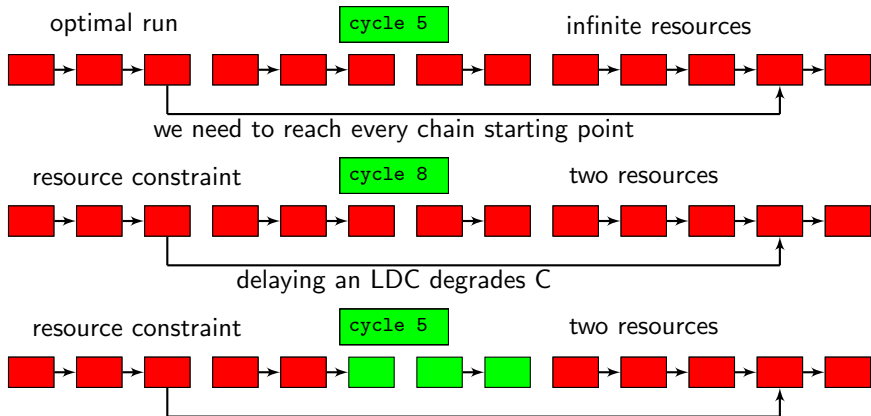 optimal run
cycle 5
infinite resources
we need to reach every chain starting point
resource constraint
cycle 8
two resources
delaying an LDC degrades C
resource constraint
cycle 5
two resources